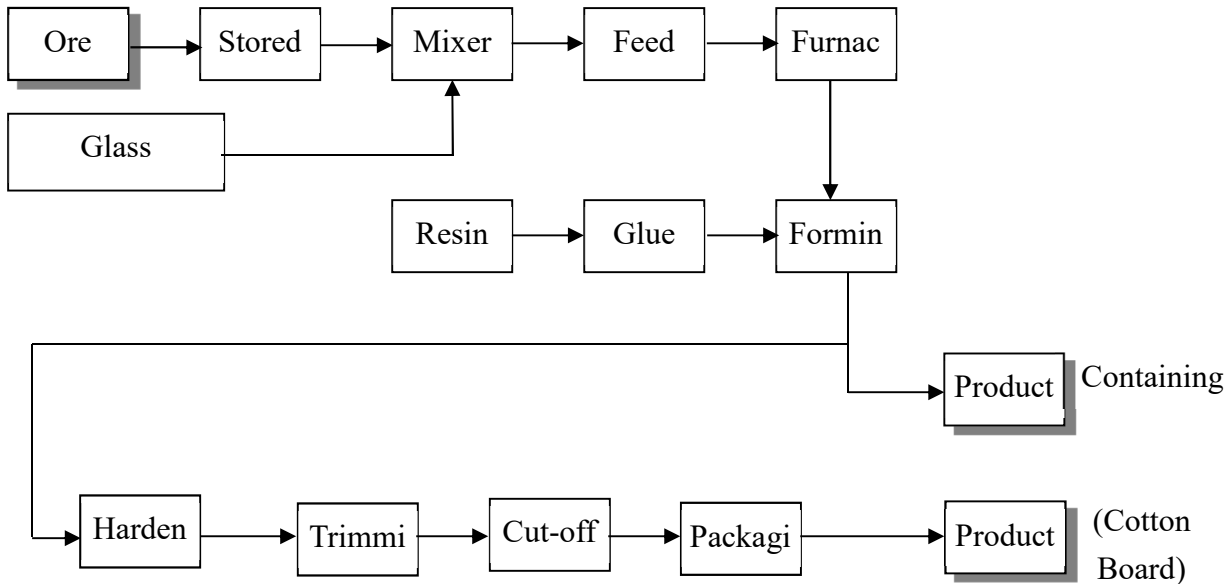 Ore
Stored
Mixer
Feed
Furnac
Glass
Resin
Glue
Formin
Product
Containing
Harden
Trimmi
Cut-off
Packagi
Product
(Cotton
Board)